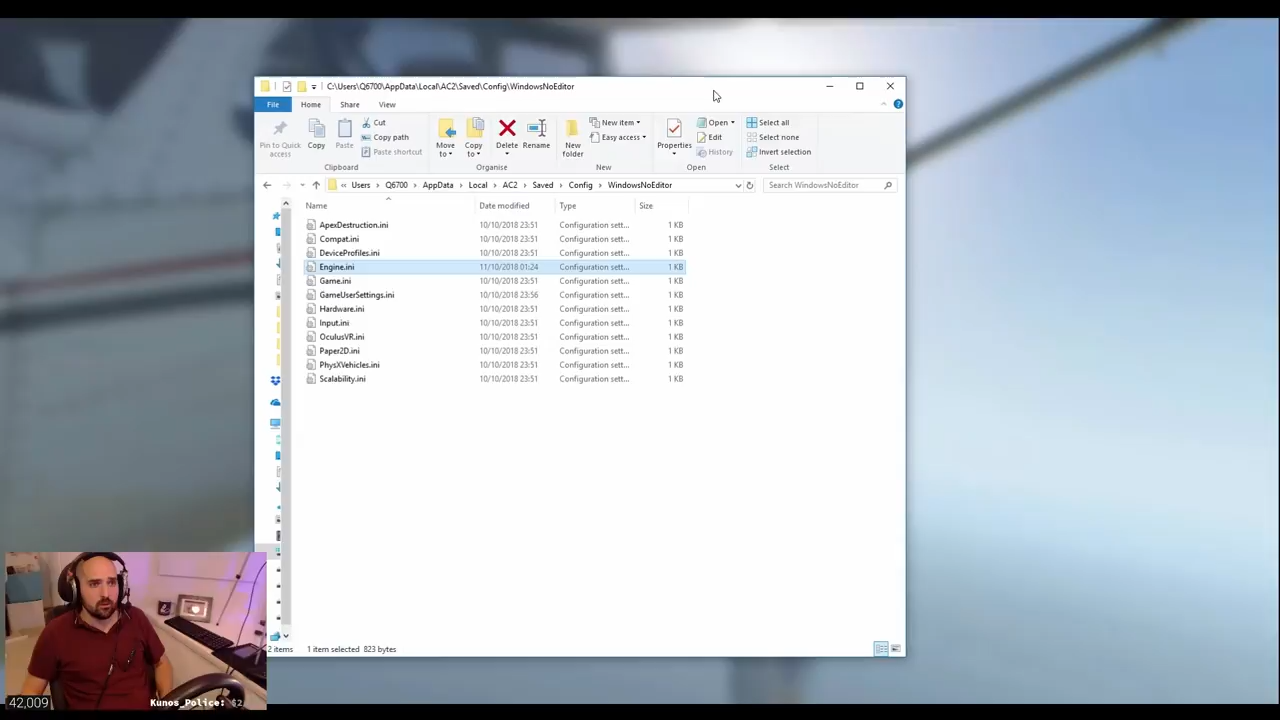 C:\Users\Q6700\AppData\Local\AC2\Saved\Config\WindowsNoEditor
File Home Share View
Pin to Quick access
Copy
Paste
Cut
Copy path
Paste shortcut
Clipboard
Move to
Copy to
Delete
Rename
Organise
New folder
New item
Easy access
New
Properties
Open
Edit
History
Open
Select all
Select none
Invert selection
Select
« Users > Q6700 > AppData > Local > AC2 > Saved > Config > WindowsNoEditor
Search WindowsNoEditor
Name Date modified Type Size
ApexDestruction.ini 10/10/2018 23:51 Configuration sett... 1 KB
Compat.ini 10/10/2018 23:51 Configuration sett... 1 KB
DeviceProfiles.ini 10/10/2018 23:51 Configuration sett... 1 KB
Engine.ini 11/10/2018 01:24 Configuration sett... 1 KB
Game.ini 10/10/2018 23:51 Configuration sett... 1 KB
GameUserSettings.ini 10/10/2018 23:56 Configuration sett... 1 KB
Hardware.ini 10/10/2018 23:51 Configuration sett... 1 KB
Input.ini 10/10/2018 23:51 Configuration sett... 1 KB
OculusVR.ini 10/10/2018 23:51 Configuration sett... 1 KB
Paper2D.ini 10/10/2018 23:51 Configuration sett... 1 KB
PhysXVehicles.ini 10/10/2018 23:51 Configuration sett... 1 KB
Scalability.ini 10/10/2018 23:51 Configuration sett... 1 KB
2 items 1 item selected 823 bytes
42,009
Kunos_Police: